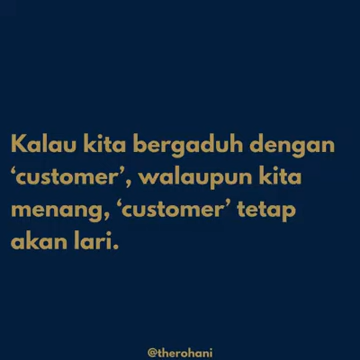 Kalau kita bergaduh dengan
‘customer’, walaupun kita
menang, ‘customer’ tetap
akan lari.
@therohani